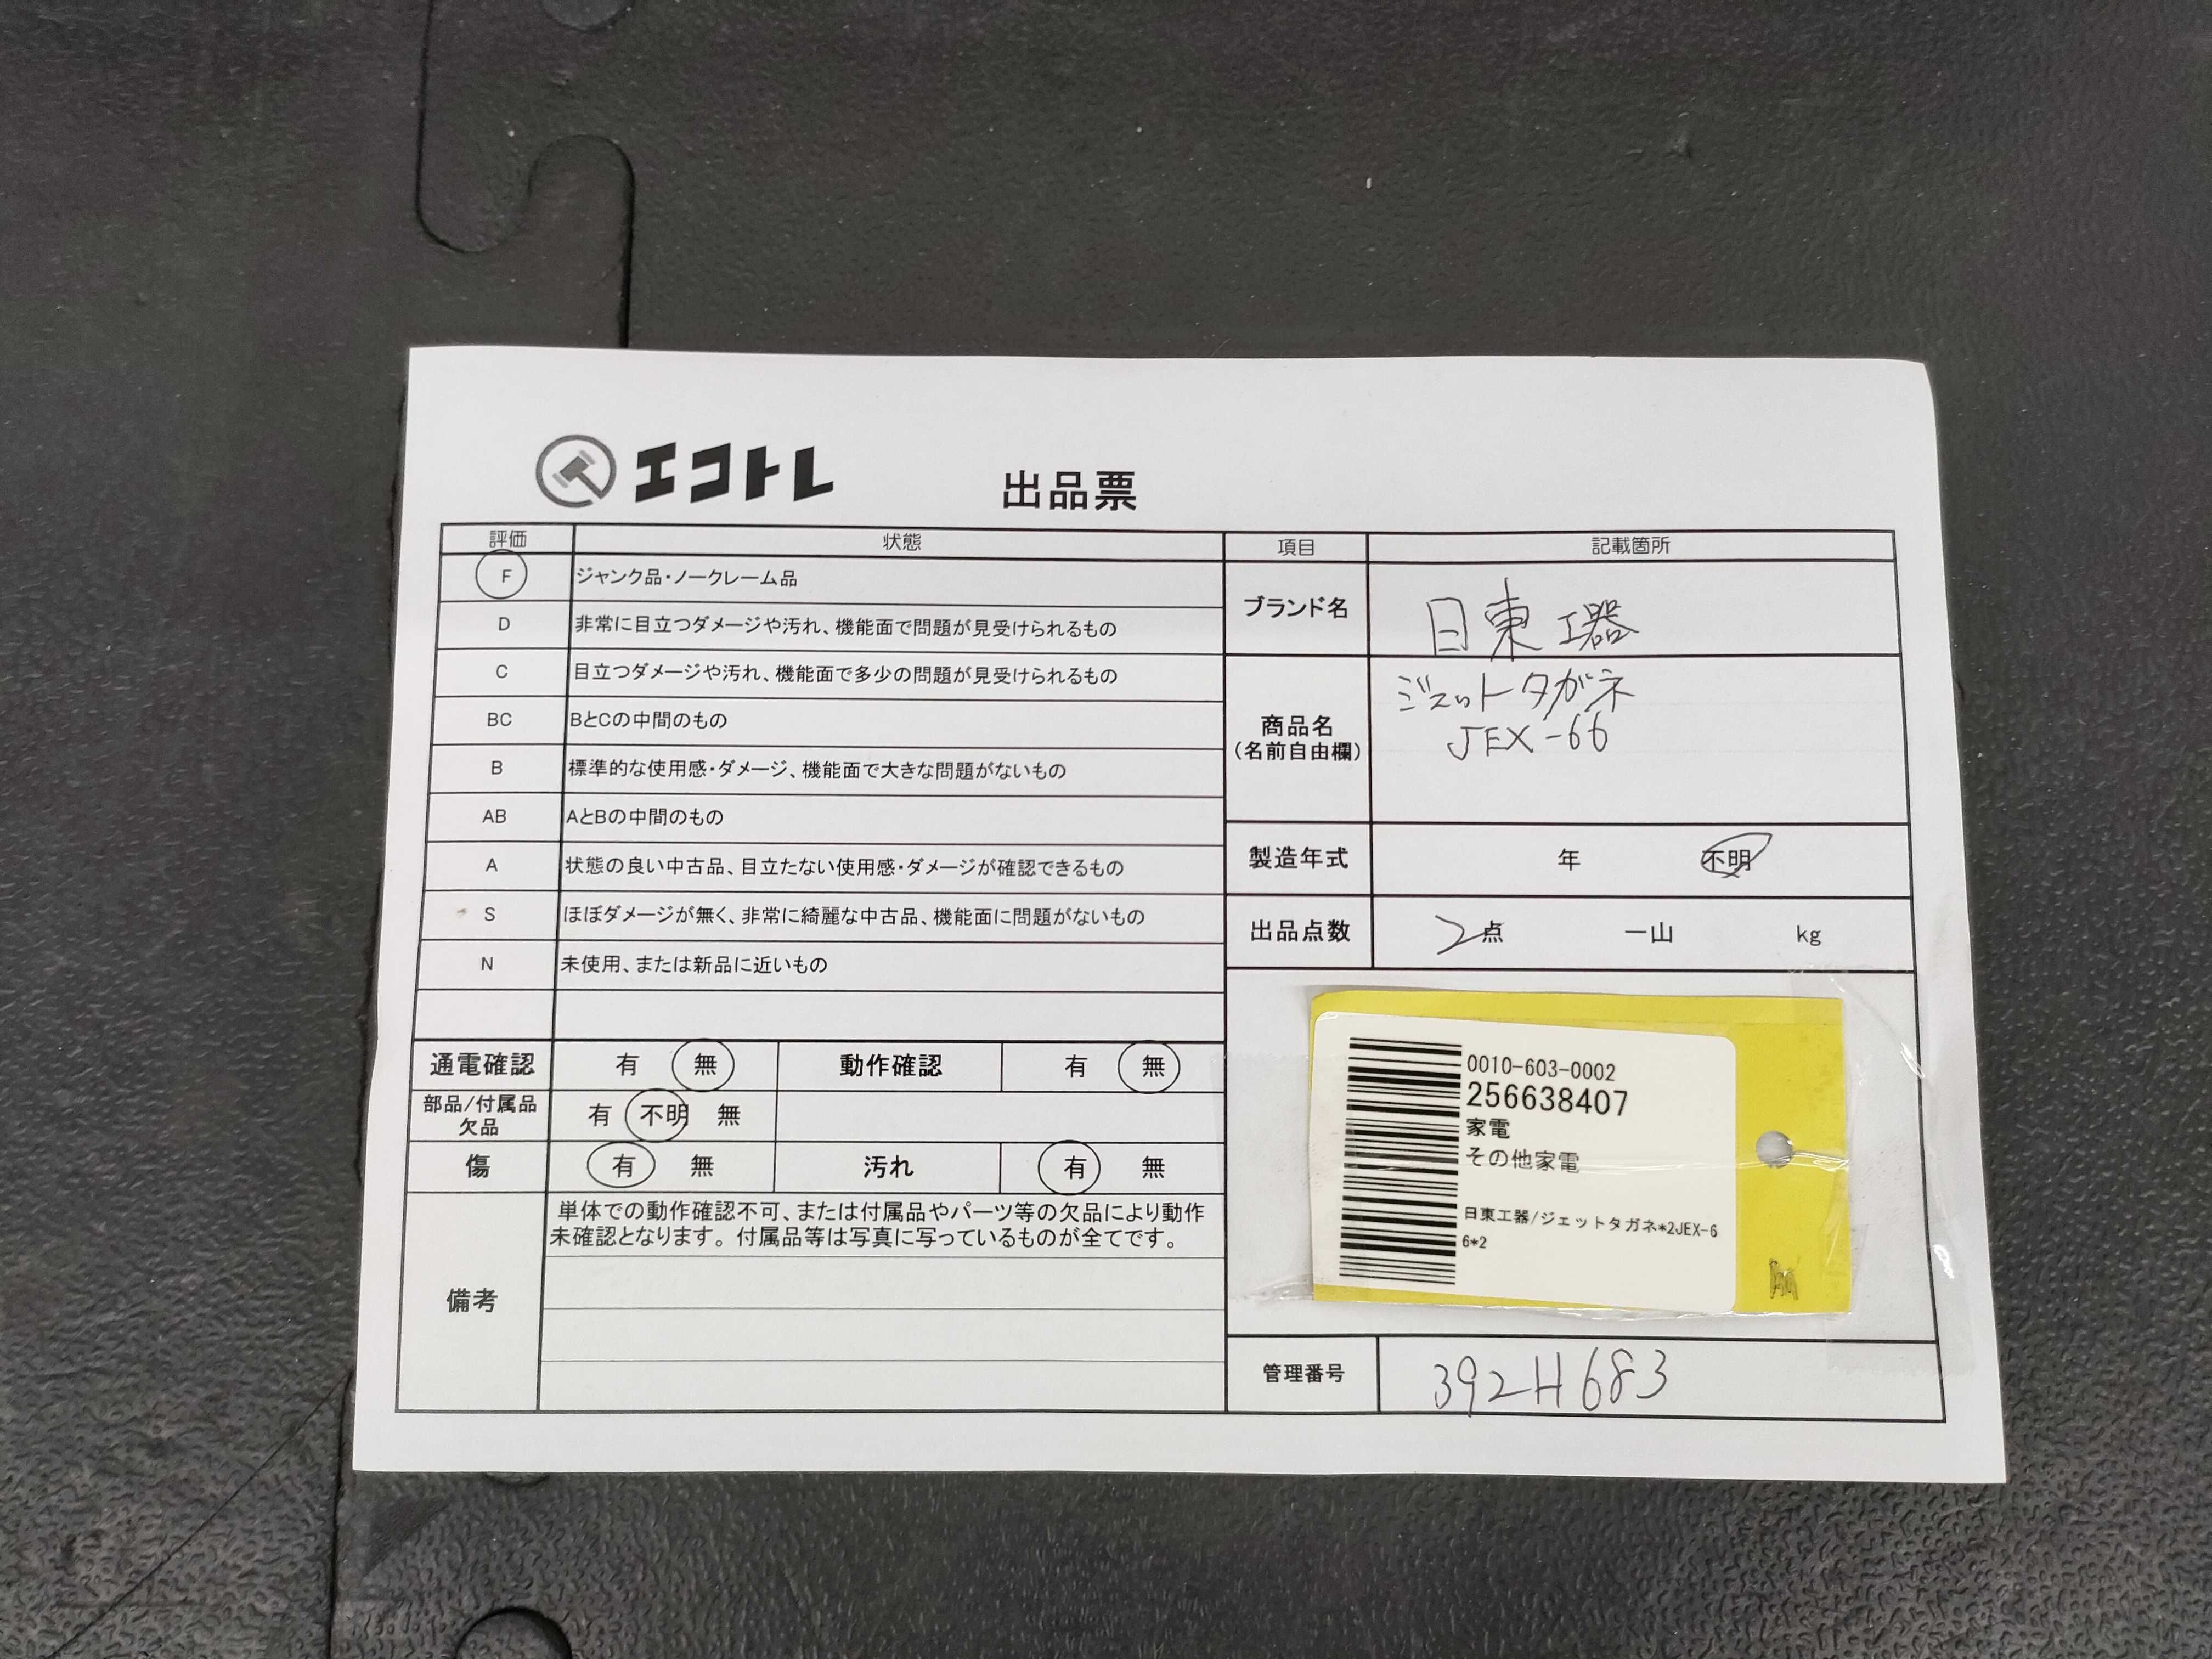 エコトレ
出品票
評価 状態
F ジャンク品・ノークレーム品
D 非常に目立つダメージや汚れ、機能面で問題が見受けられるもの
C 目立つダメージや汚れ、機能面で多少の問題が見受けられるもの
BC BとCの中間のもの
B 標準的な使用感・ダメージ、機能面で大きな問題がないもの
AB AとBの中間のもの
A 状態の良い中古品、目立たない使用感・ダメージが確認できるもの
S ほぼダメージが無く、非常に綺麗な中古品、機能面に問題がないもの
N 未使用、または新品に近いもの
通電確認 有 無 動作確認 有 無
部品/付属品
欠品
有 不明 無
傷 有 無 汚れ 有 無
備考
単体での動作確認不可、または付属品やパーツ等の欠品により動作
未確認となります。付属品等は写真に写っているものが全てです。
項目 記載箇所
ブランド名 日東工器
商品名
(名前自由欄)
ジェットタガネ
JEX-66
製造年式 年 不明
出品点数 2点 一山 kg
0010-603-0002
256638407
家電
その他家電
日東工器/ジェットタガネ*2JEX-6
6*2
管理番号 392H683